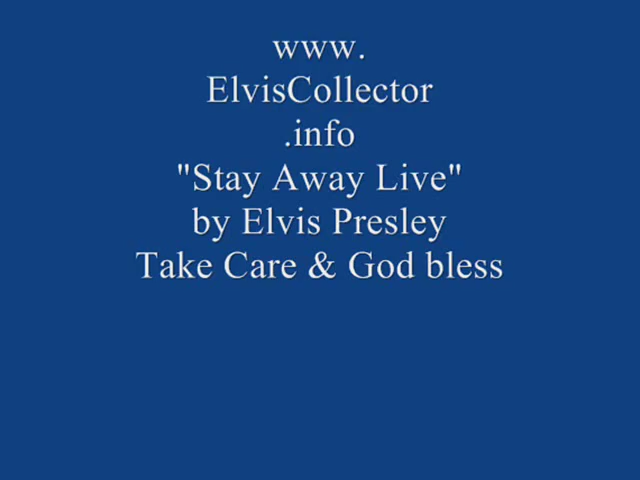 www.
ElvisCollector
.info
"Stay Away Live"
by Elvis Presley
Take Care & God bless